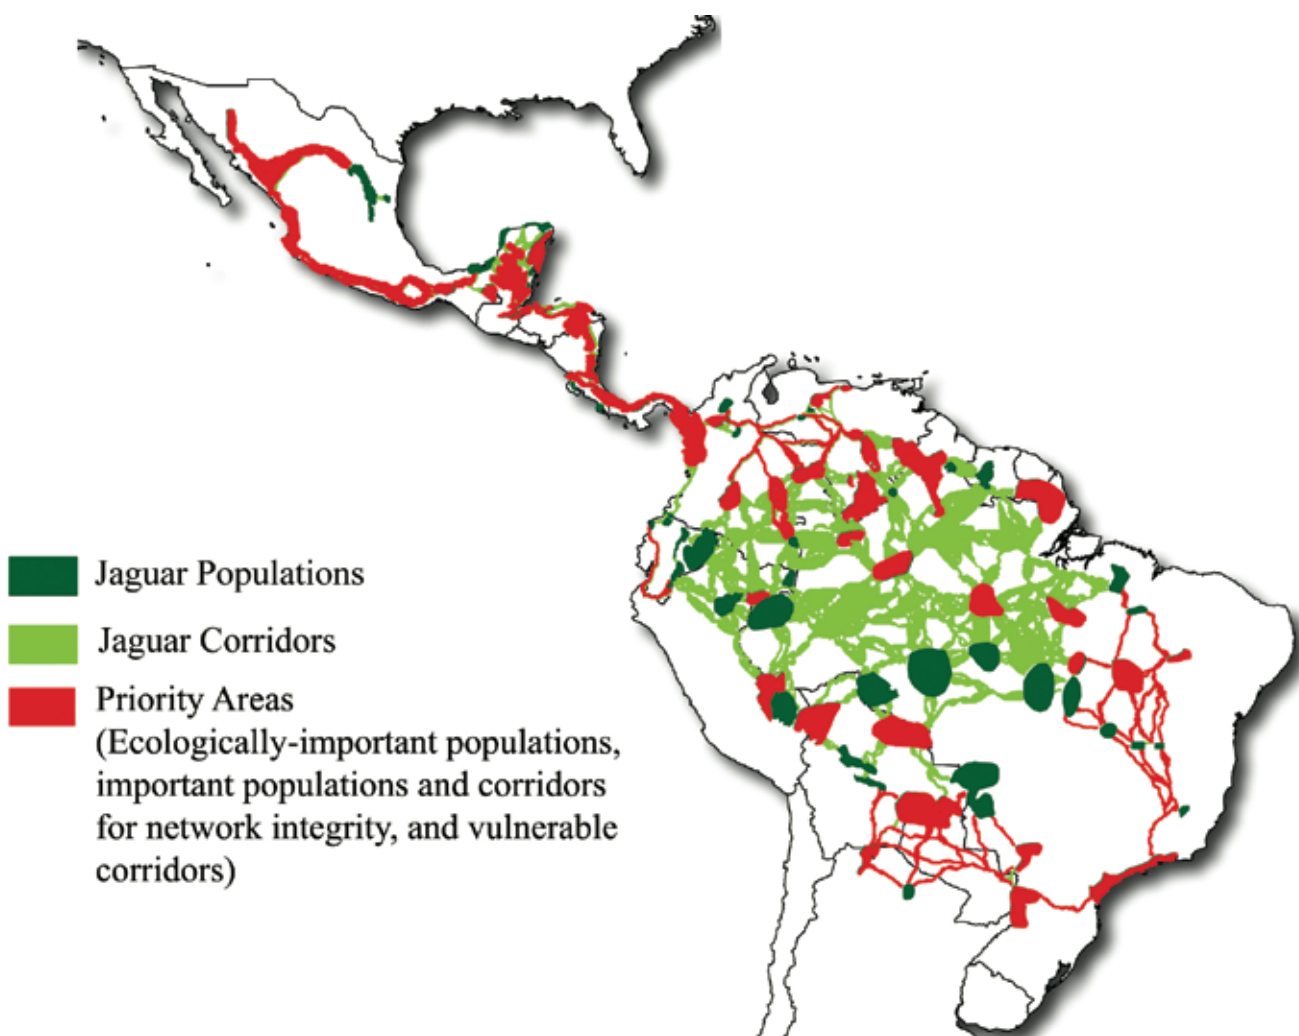 Jaguar Populations
Jaguar Corridors
Priority Areas
(Ecologically-important populations,
important populations and corridors
for network integrity, and vulnerable
corridors)